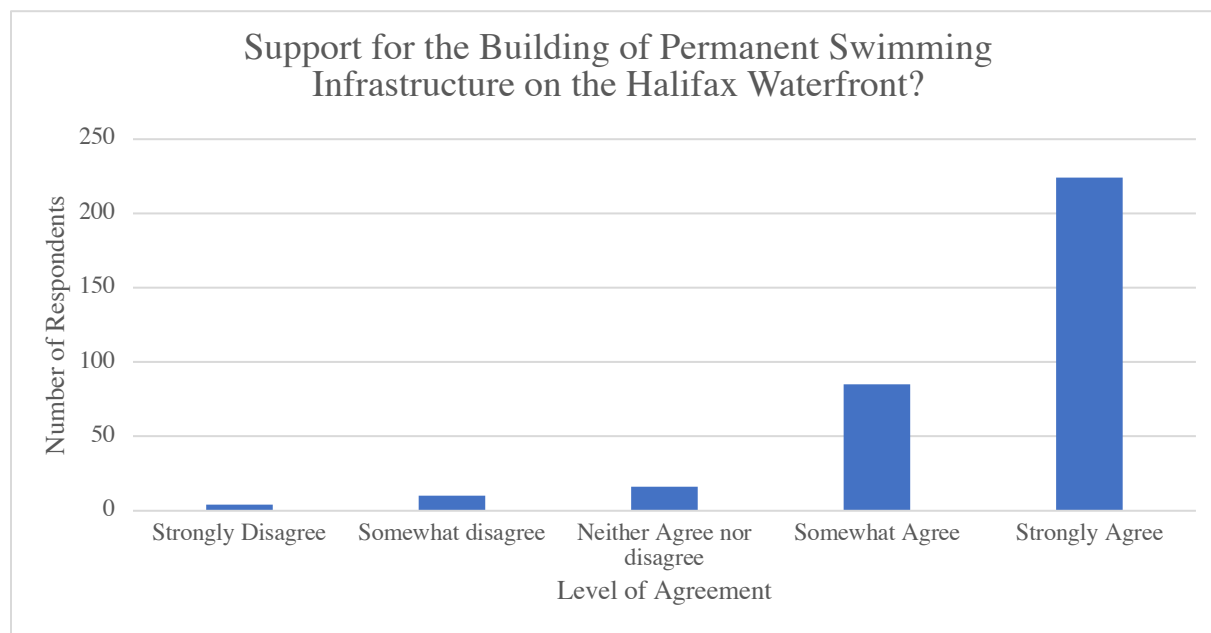 Support for the Building of Permanent Swimming
Infrastructure on the Halifax Waterfront?
250
200
150
100
50
0
Number of Respondents
Strongly Disagree
Somewhat disagree
Neither Agree nor
disagree
Somewhat Agree
Strongly Agree
Level of Agreement